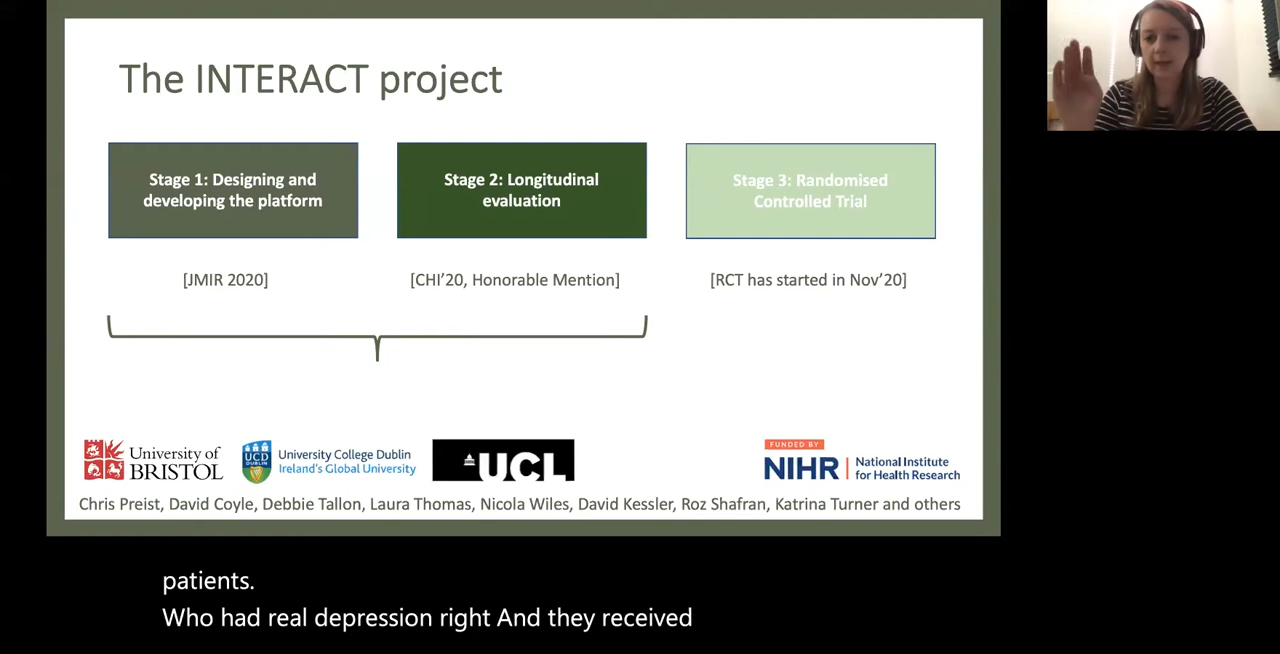 The INTERACT project
Stage 1: Designing and
developing the platform
Stage 2: Longitudinal
evaluation
Stage 3: Randomised
Controlled Trial
[JMIR 2020]
[CHI'20, Honorable Mention]
[RCT has started in Nov'20]
University of
BRISTOL
UCD
DUBLIN
University College Dublin
Ireland's Global University
UCL
FUNDED BY
NIHR | National Institute
for Health Research
Chris Preist, David Coyle, Debbie Tallon, Laura Thomas, Nicola Wiles, David Kessler, Roz Shafran, Katrina Turner and others
patients.
Who had real depression right And they received